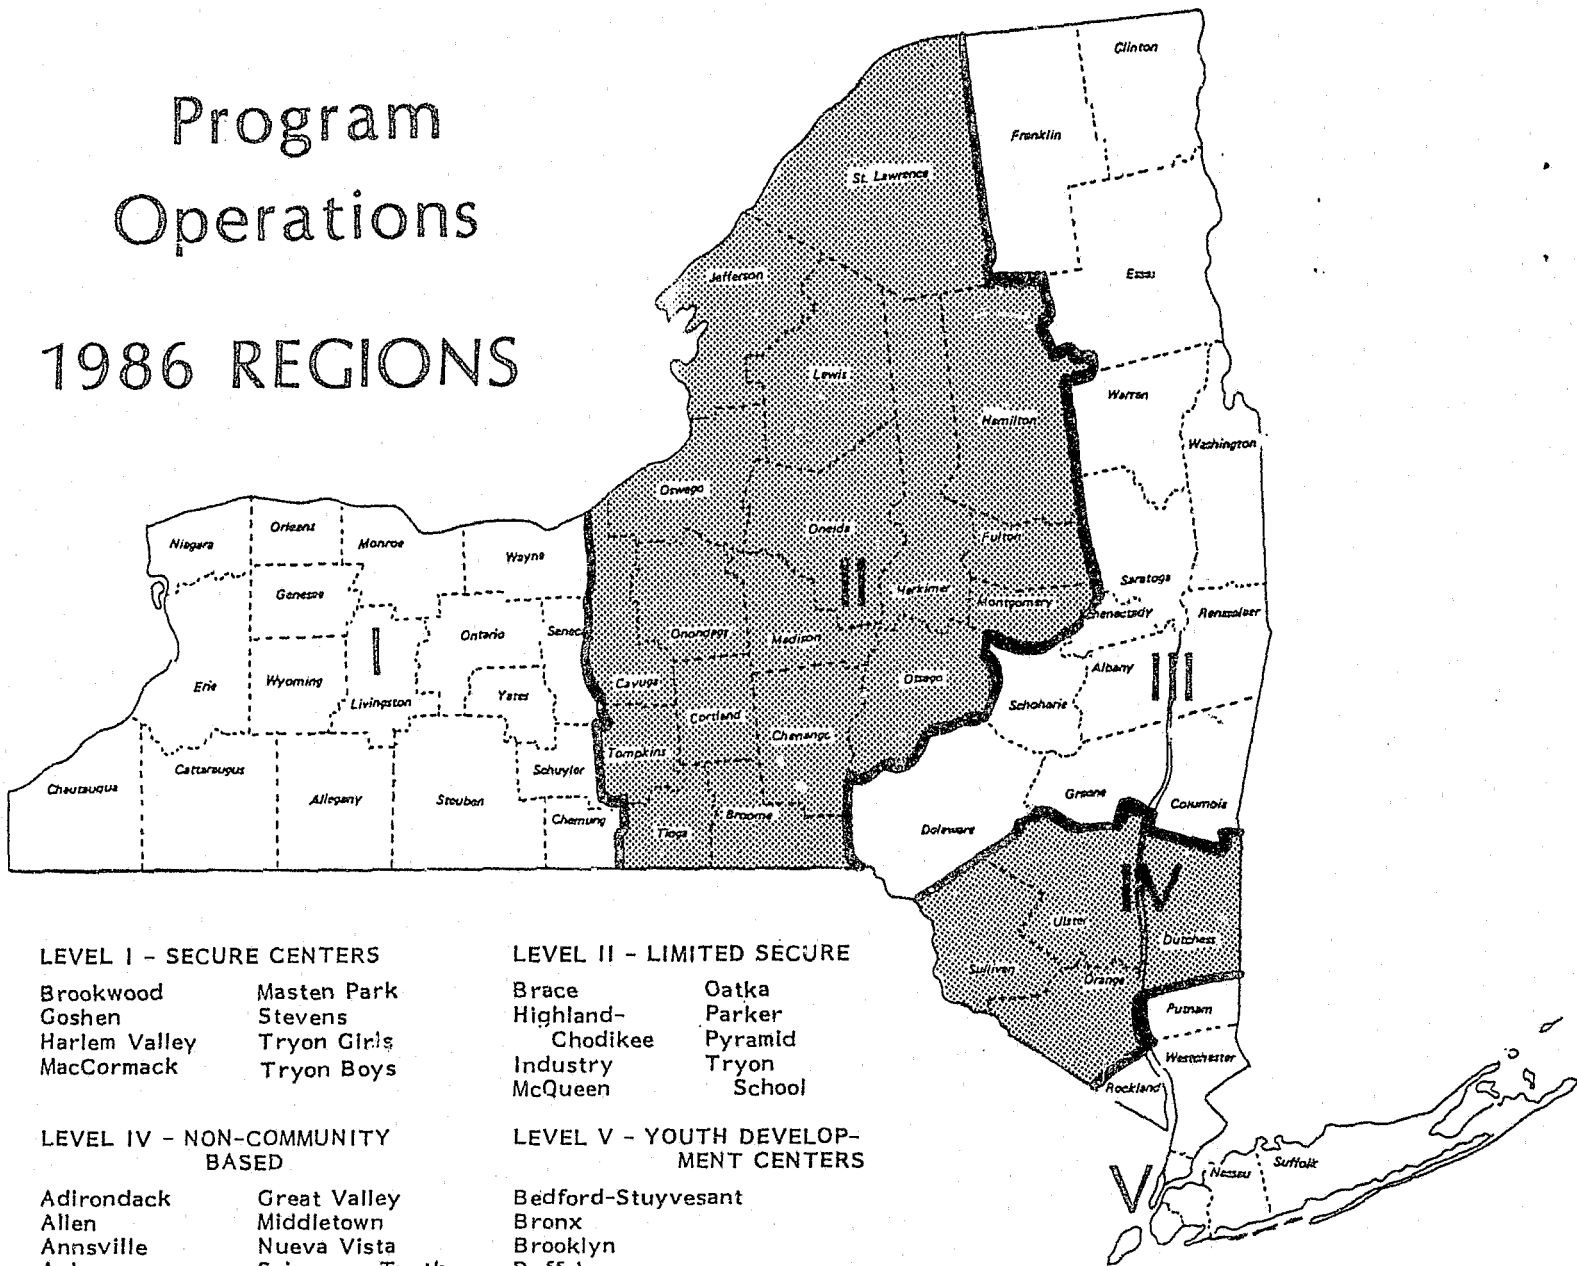 Program
Operations
1986 REGIONS
Clinton
Franklin
St. Lawrence
Jefferson
Essex
Lewis
Warren
Hamilton
Washington
Oswego
Oneida
Fulton
Niagara
Orleans
Monroe
Wayne
Genesee
Ontario
Seneca
II
Herkimer
Montgomery
Saratoga
Schenectady
Rensselaer
I
Onondaga
Madison
Albany
III
Erie
Wyoming
Livingston
Yates
Cayuga
Otsego
Schoharie
Cortland
Chenango
Tompkins
Chautauqua
Cattaraugus
Allegany
Steuben
Schuyler
Chemung
Tioga
Broome
Delaware
Greene
Columbia
IV
Ulster
Dutchess
Sullivan
Orange
Putnam
Westchester
Rockland
V
Nassau
Suffolk
LEVEL I - SECURE CENTERS
Brookwood Masten Park
Goshen Stevens
Harlem Valley Tryon Girls
MacCormack Tryon Boys
LEVEL II - LIMITED SECURE
Brace Oatka
Highland- Parker
Chodikee Pyramid
Industry Tryon
McQueen School
LEVEL IV - NON-COMMUNITY
BASED
Adirondack Great Valley
Allen Middletown
Annsville Nueva Vista
LEVEL V - YOUTH DEVELOP-
MENT CENTERS
Bedford-Stuyvesant
Bronx
Brooklyn